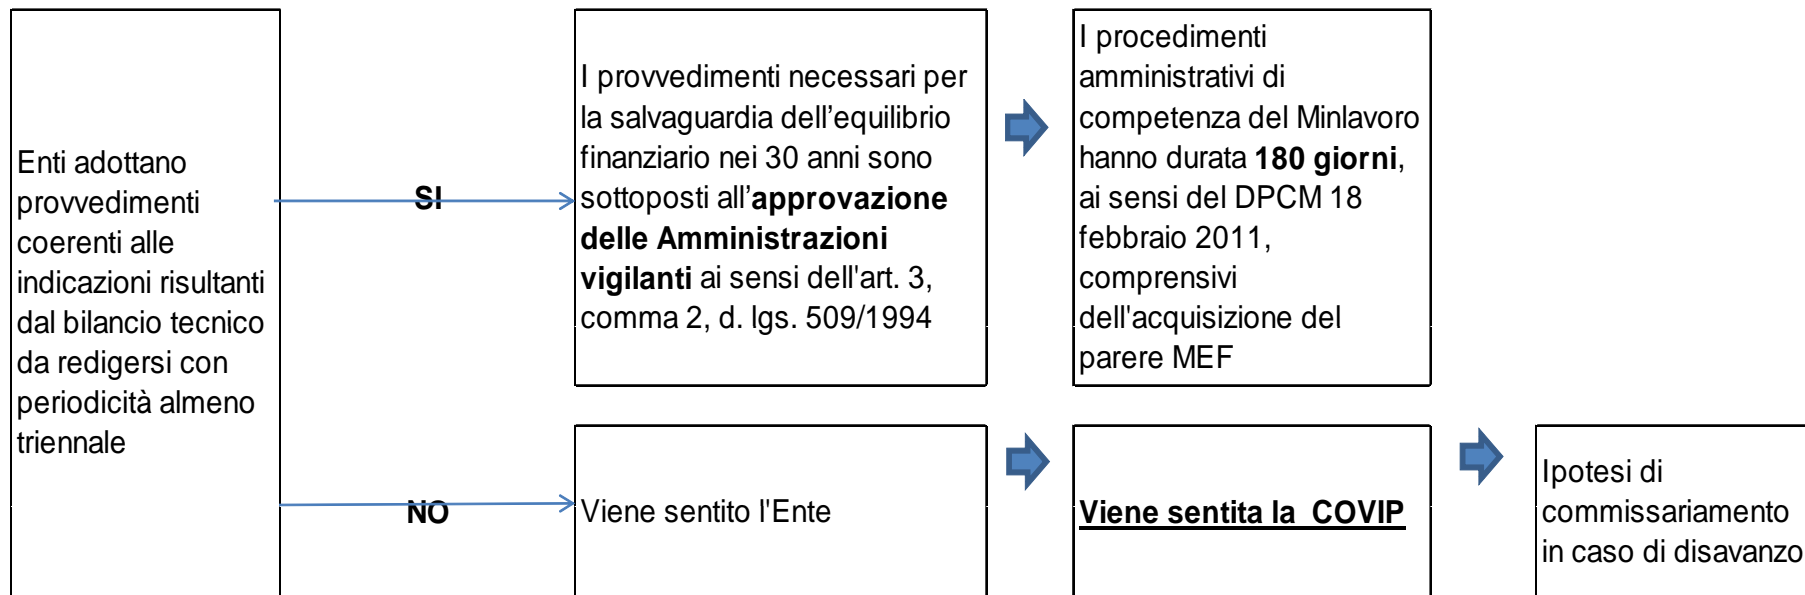 Enti adottano
provvedimenti
coerenti alle
indicazioni risultanti
dal bilancio tecnico
da redigersi con
periodicità almeno
triennale
SI
I provvedimenti necessari per
la salvaguardia dell’equilibrio
finanziario nei 30 anni sono
sottoposti all’approvazione
delle Amministrazioni
vigilanti ai sensi dell'art. 3,
comma 2, d. lgs. 509/1994
I procedimenti
amministrativi di
competenza del Minlavoro
hanno durata 180 giorni,
ai sensi del DPCM 18
febbraio 2011,
comprensivi
dell'acquisizione del
parere MEF
NO
Viene sentito l'Ente
Viene sentita la COVIP
Ipotesi di
commissariamento
in caso di disavanzo